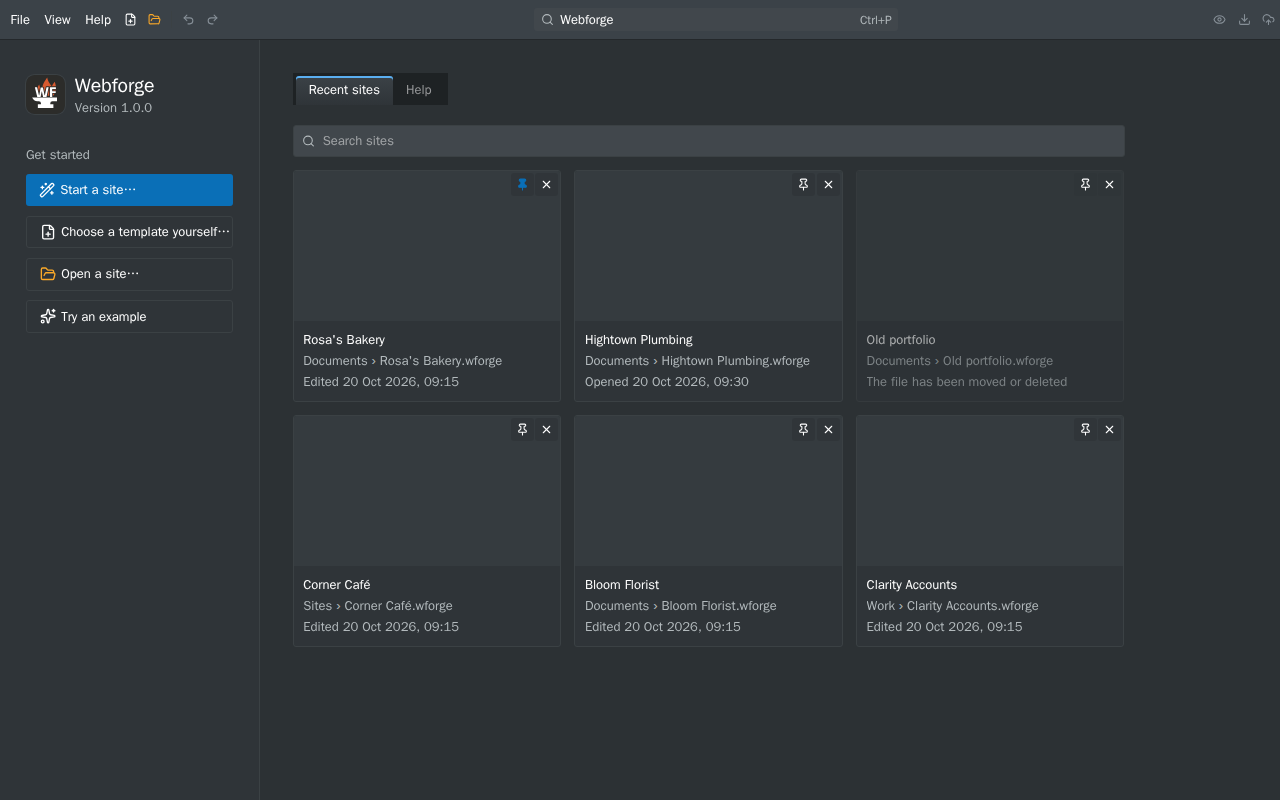 File View Help
Webforge
Ctrl+P
WF
Webforge
Version 1.0.0
Get started
Start a site…
Choose a template yourself…
Open a site…
Try an example
Recent sites
Help
Search sites
Rosa's Bakery
Documents › Rosa's Bakery.wforge
Edited 20 Oct 2026, 09:15
Hightown Plumbing
Documents › Hightown Plumbing.wforge
Opened 20 Oct 2026, 09:30
Old portfolio
Documents › Old portfolio.wforge
The file has been moved or deleted
Corner Café
Sites › Corner Café.wforge
Edited 20 Oct 2026, 09:15
Bloom Florist
Documents › Bloom Florist.wforge
Edited 20 Oct 2026, 09:15
Clarity Accounts
Work › Clarity Accounts.wforge
Edited 20 Oct 2026, 09:15